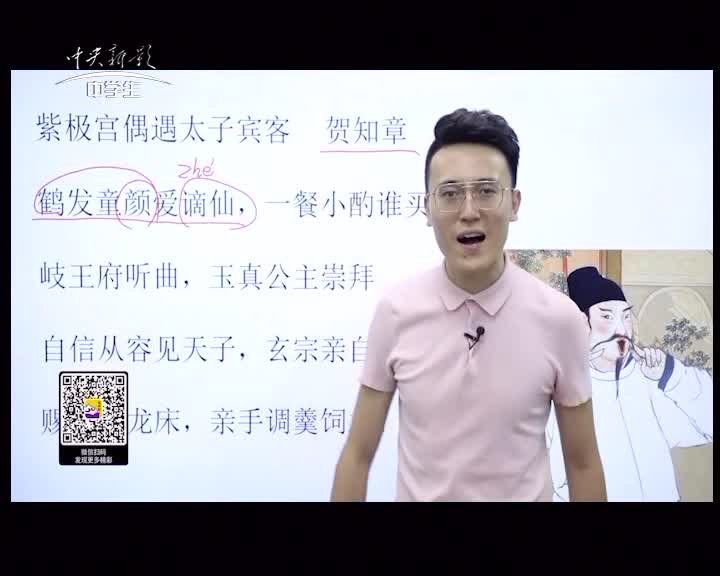 中央新影
中学生
紫极宫偶遇太子宾客 贺知章
zhé
鹤发童颜爱谪仙，一餐小酌谁买
岐王府听曲，玉真公主崇拜
自信从容见天子，玄宗亲自
赐 龙床，亲手调羹饲
微信扫码
发现更多精彩